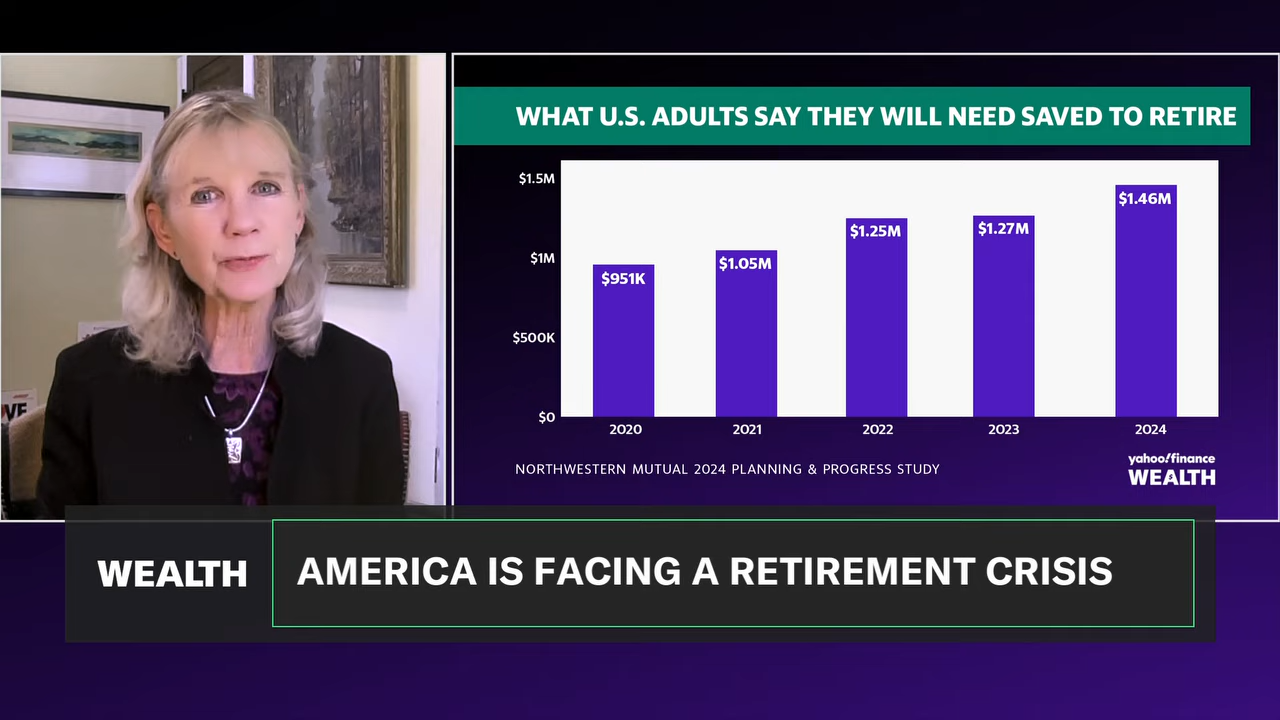 WHAT U.S. ADULTS SAY THEY WILL NEED SAVED TO RETIRE
$1.5M
$1M
$500K
$0
$951K
$1.05M
$1.25M
$1.27M
$1.46M
2020
2021
2022
2023
2024
NORTHWESTERN MUTUAL 2024 PLANNING & PROGRESS STUDY
yahoo!finance
WEALTH
WEALTH
AMERICA IS FACING A RETIREMENT CRISIS